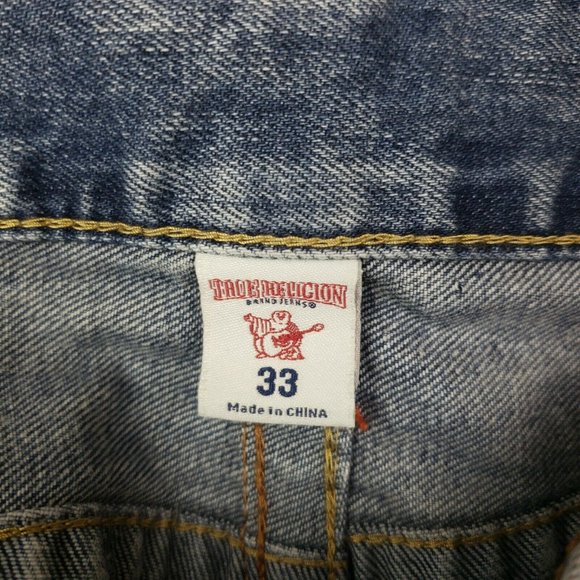 TRUE RELIGION
BRAND JEANS®
33
Made in CHINA